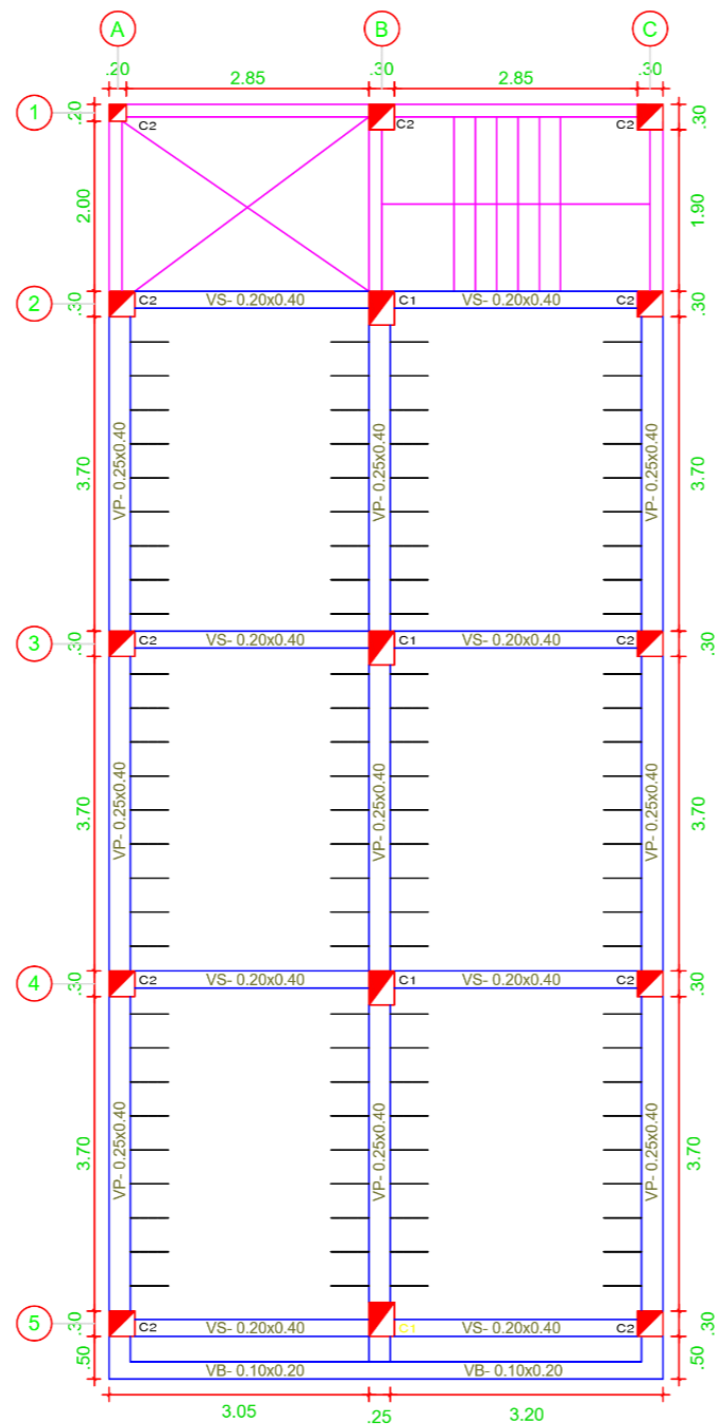 A B C
.20 2.85 .30 2.85 .30
1 .20 C2 C2 C2 .30
2.00 1.90
2 .30 C2 VS- 0.20x0.40 C1 VS- 0.20x0.40 C2 .30
3.70 VP- 0.25x0.40 VP- 0.25x0.40 VP- 0.25x0.40 3.70
3 .30 C2 VS- 0.20x0.40 C1 VS- 0.20x0.40 C2 .30
3.70 VP- 0.25x0.40 VP- 0.25x0.40 VP- 0.25x0.40 3.70
4 .30 C2 VS- 0.20x0.40 C1 VS- 0.20x0.40 C2 .30
3.70 VP- 0.25x0.40 VP- 0.25x0.40 VP- 0.25x0.40 3.70
5 .30 C2 VS- 0.20x0.40 C1 VS- 0.20x0.40 C2 .30
.50 VB- 0.10x0.20 VB- 0.10x0.20 .50
3.05 .25 3.20